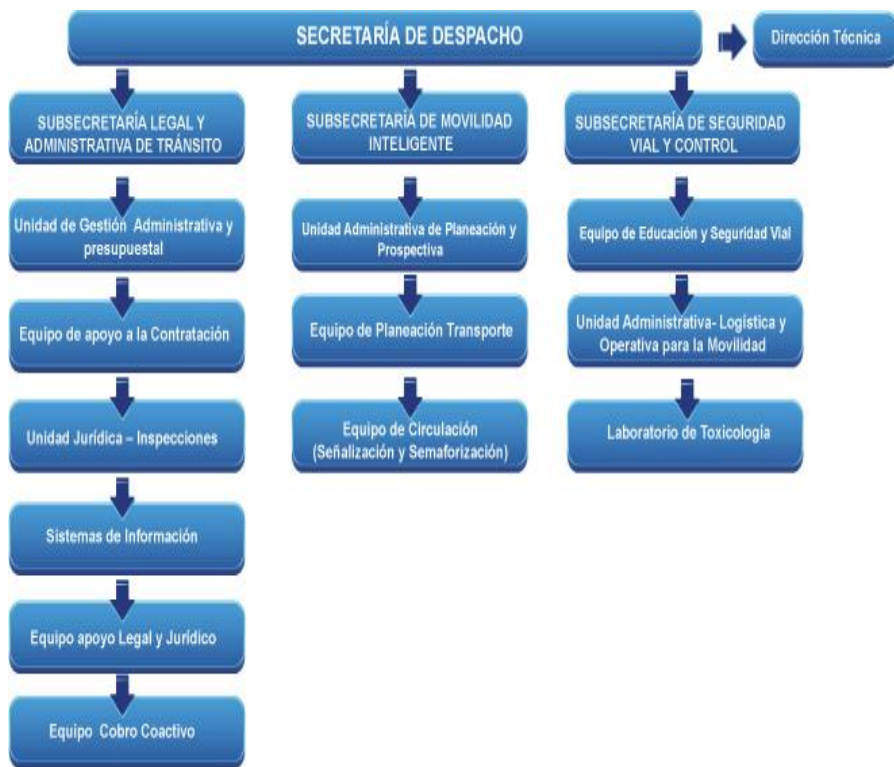 SECRETARÍA DE DESPACHO
Dirección Técnica
SUBSECRETARÍA LEGAL Y
ADMINISTRATIVA DE TRÁNSITO
Unidad de Gestión Administrativa y
presupuestal
Equipo de apoyo a la Contratación
Unidad Jurídica – Inspecciones
Sistemas de Información
Equipo apoyo Legal y Jurídico
Equipo Cobro Coactivo
SUBSECRETARÍA DE MOVILIDAD
INTELIGENTE
Unidad Administrativa de Planeación y
Prospectiva
Equipo de Planeación Transporte
Equipo de Circulación
(Señalización y Semaforización)
SUBSECRETARÍA DE SEGURIDAD
VIAL Y CONTROL
Equipo de Educación y Seguridad Vial
Unidad Administrativa- Logística y
Operativa para la Movilidad
Laboratorio de Toxicología